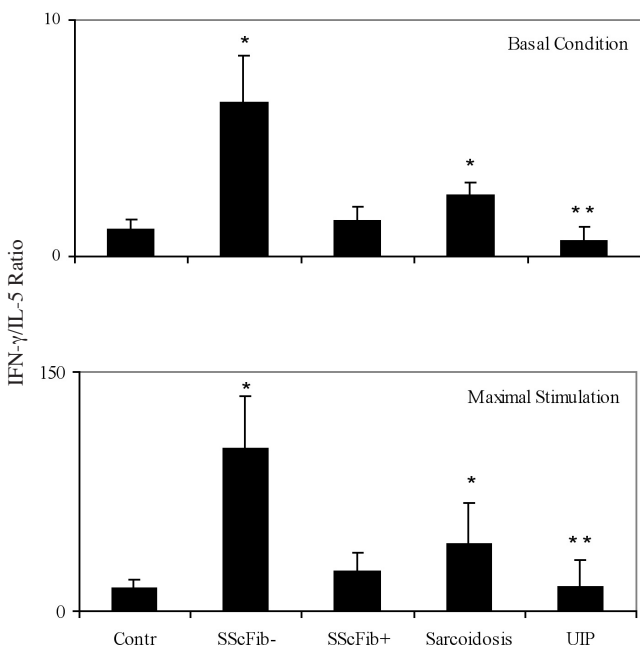 10
*
Basal Condition
*
**
0
IFN-γ/IL-5 Ratio
150
*
Maximal Stimulation
*
**
0
Contr SScFib- SScFib+ Sarcoidosis UIP